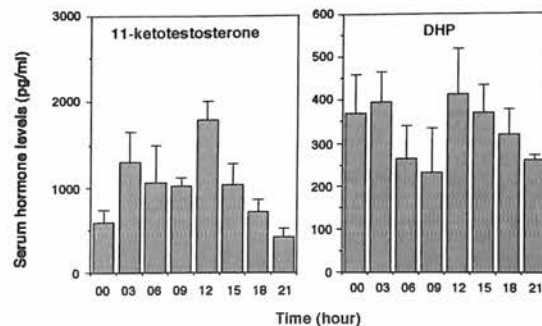 11-ketotestosterone
DHP
Serum hormone levels (pg/ml)
3000
2000
1000
0
600
500
400
300
200
100
0
00 03 06 09 12 15 18 21
00 03 06 09 12 15 18 21
Time (hour)